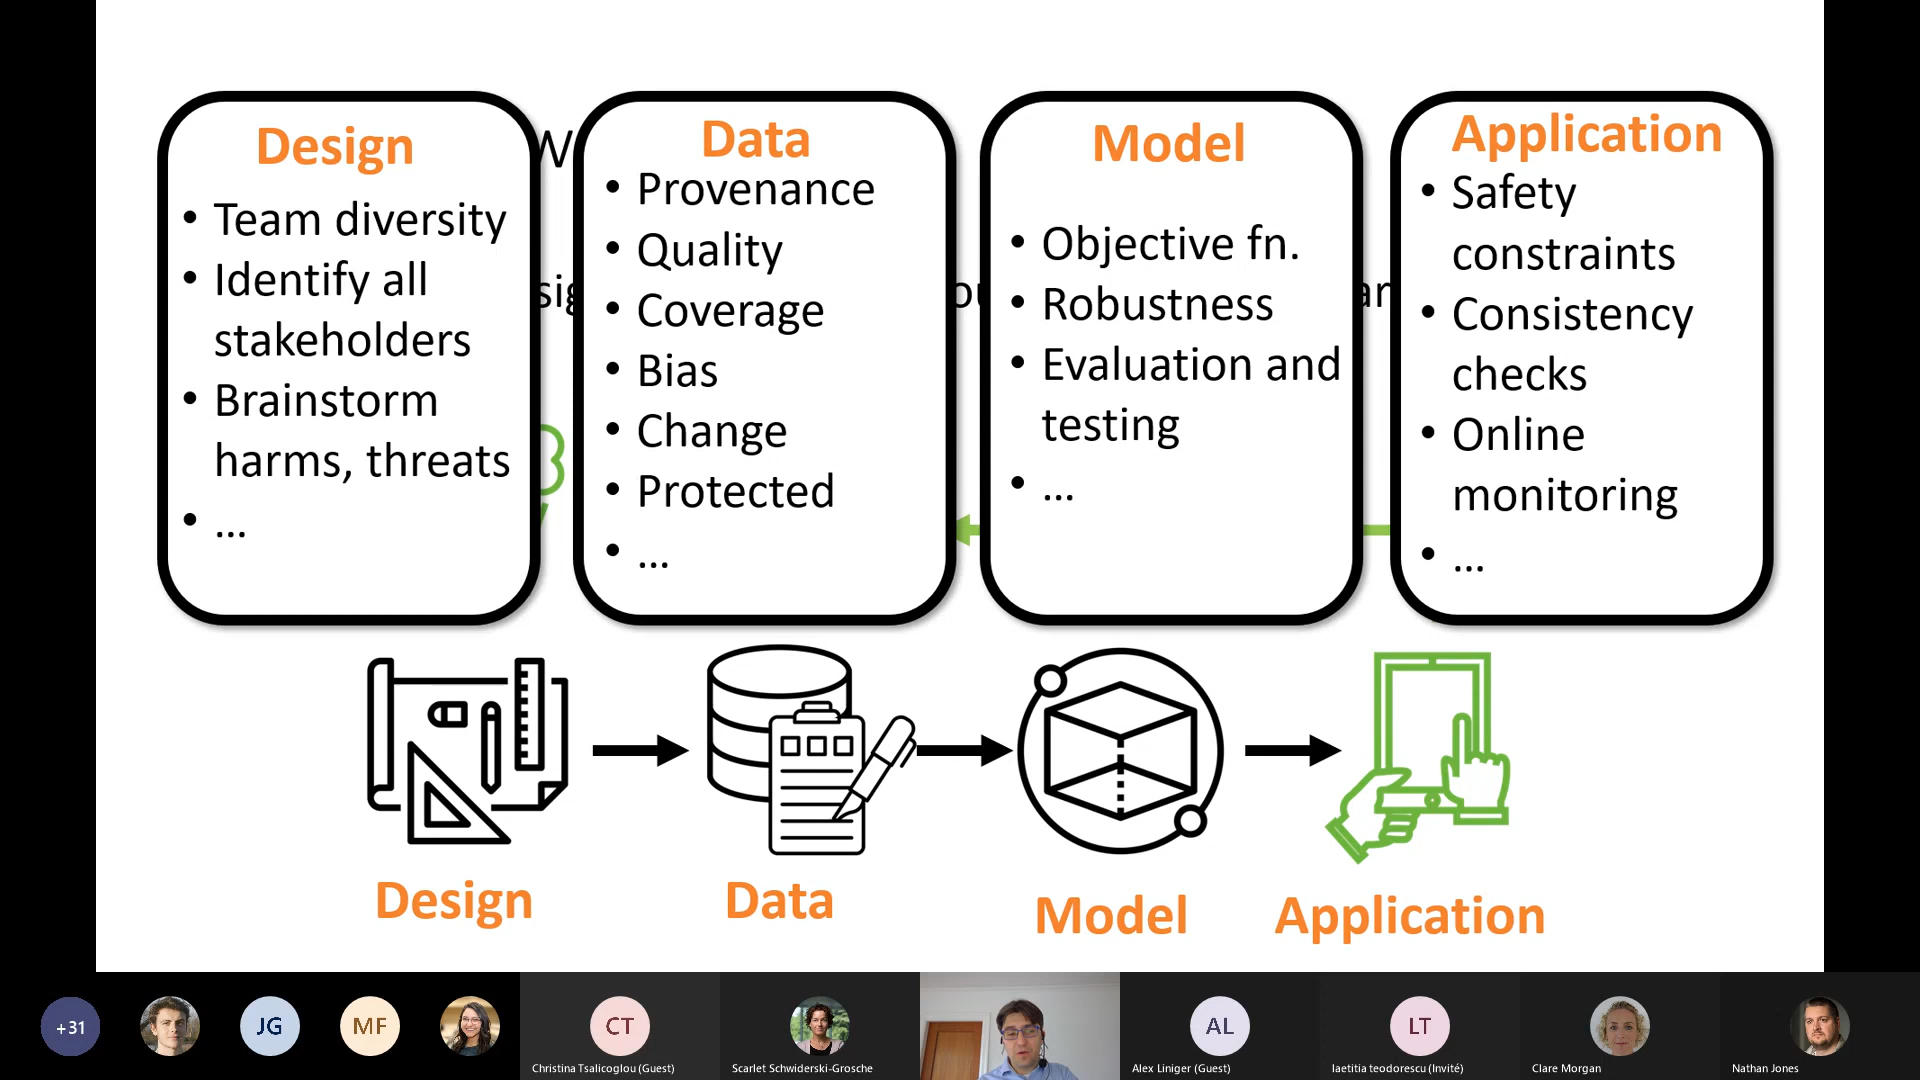 Design
Team diversity
Identify all
stakeholders
Brainstorm
harms, threats
...
Data
Provenance
Quality
Coverage
Bias
Change
Protected
...
Model
Objective fn.
Robustness
Evaluation and
testing
...
Application
Safety
constraints
Consistency
checks
Online
monitoring
...
Design
Data
Model
Application
+31
JG
MF
CT
AL
LT
Christina Tsalicoglou (Guest)
Scarlet Schwiderski-Grosche
Alex Liniger (Guest)
laetitia teodorescu (Invité)
Clare Morgan
Nathan Jones